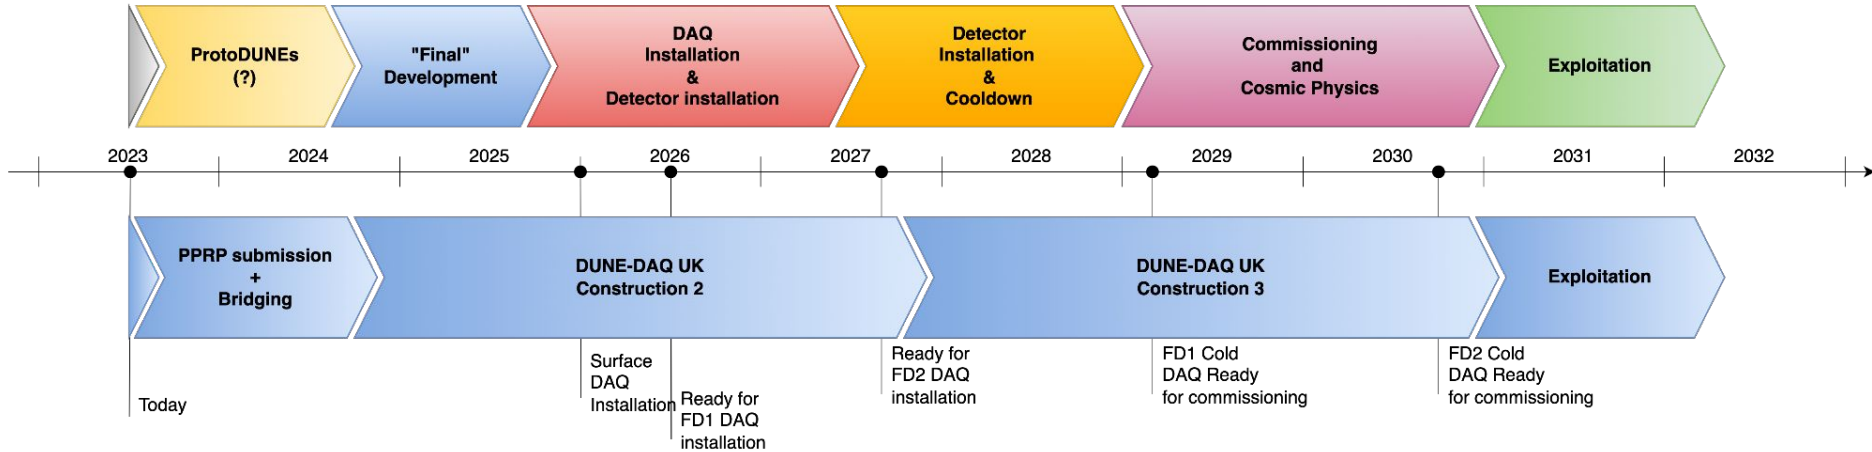 ProtoDUNEs
(?)
"Final"
Development
DAQ
Installation
&
Detector installation
Detector
Installation
&
Cooldown
Commissioning
and
Cosmic Physics
Exploitation
2023
2024
2025
2026
2027
2028
2029
2030
2031
2032
PPRP submission
+
Bridging
DUNE-DAQ UK
Construction 2
DUNE-DAQ UK
Construction 3
Exploitation
Today
Surface
DAQ
Installation
Ready for
FD1 DAQ
installation
Ready for
FD2 DAQ
installation
FD1 Cold
DAQ Ready
for commissioning
FD2 Cold
DAQ Ready
for commissioning